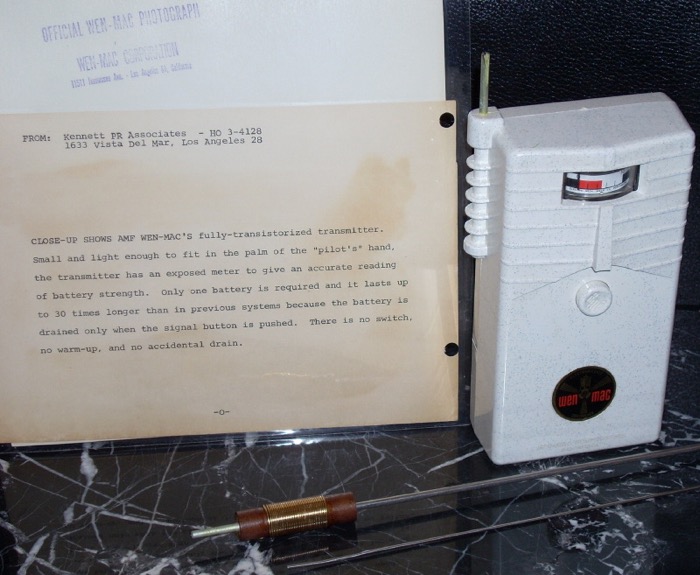 OFFICIAL WEN-MAC PHOTOGRAPH
WEN-MAC CORPORATION
Los Angeles 64, California
FROM: Kennett PR Associates - HO 3-4128
1633 Vista Del Mar, Los Angeles 28
CLOSE-UP SHOWS AMF WEN-MAC'S fully-transistorized transmitter.
Small and light enough to fit in the palm of the "pilot's" hand,
the transmitter has an exposed meter to give an accurate reading
of battery strength. Only one battery is required and it lasts up
to 30 times longer than in previous systems because the battery is
drained only when the signal button is pushed. There is no switch,
no warm-up, and no accidental drain.
-0-
wen mac